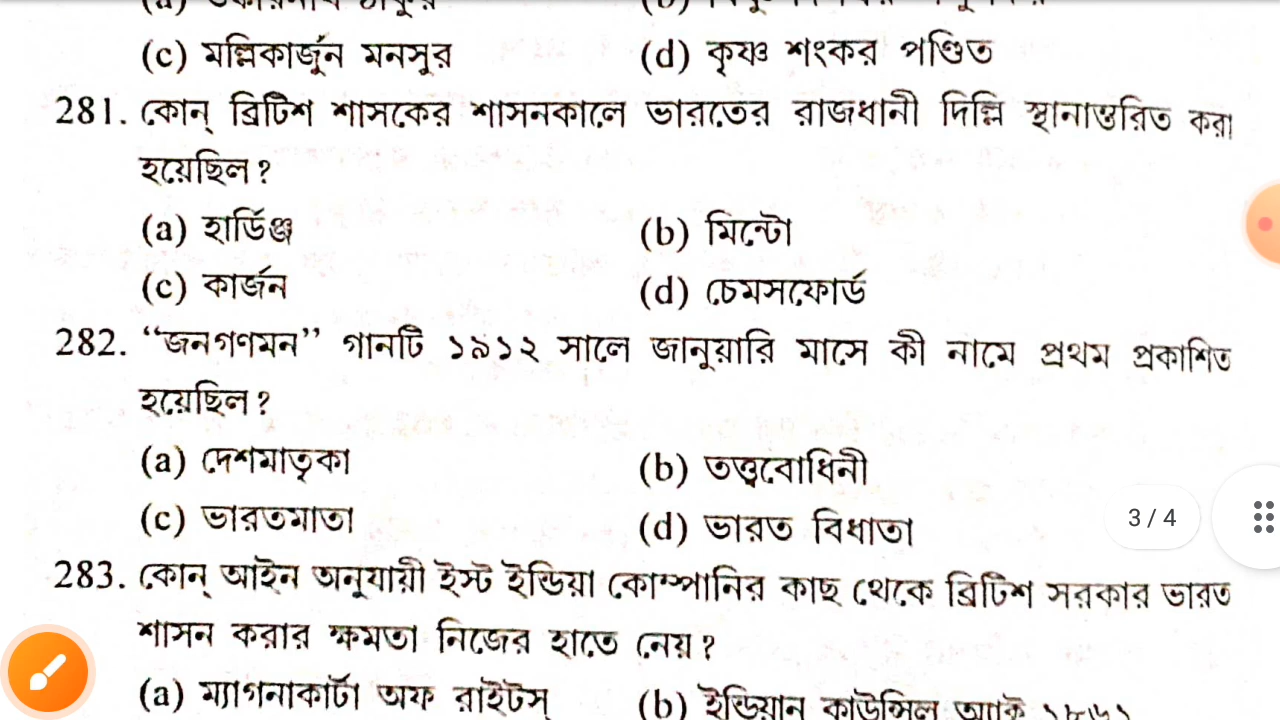 (c) মল্লিকার্জুন মনসুর (d) কৃষ্ণ শংকর পণ্ডিত
281. কোন্ ব্রিটিশ শাসকের শাসনকালে ভারতের রাজধানী দিল্লি স্থানান্তরিত করা
হয়েছিল?
(a) হার্ডিঞ্জ (b) মিন্টো
(c) কার্জন (d) চেমসফোর্ড
282. “জনগণমন” গানটি ১৯১২ সালে জানুয়ারি মাসে কী নামে প্রথম প্রকাশিত
হয়েছিল?
(a) দেশমাতৃকা (b) তত্ত্ববোধিনী
(c) ভারতমাতা (d) ভারত বিধাতা
3 / 4
283. কোন্ আইন অনুযায়ী ইস্ট ইন্ডিয়া কোম্পানির কাছ থেকে ব্রিটিশ সরকার ভারত
শাসন করার ক্ষমতা নিজের হাতে নেয়?
(a) ম্যাগনাকার্টা অফ রাইটস্ (b) ইন্ডিয়ান কাউন্সিল অ্যাক্ট ১৮৬১